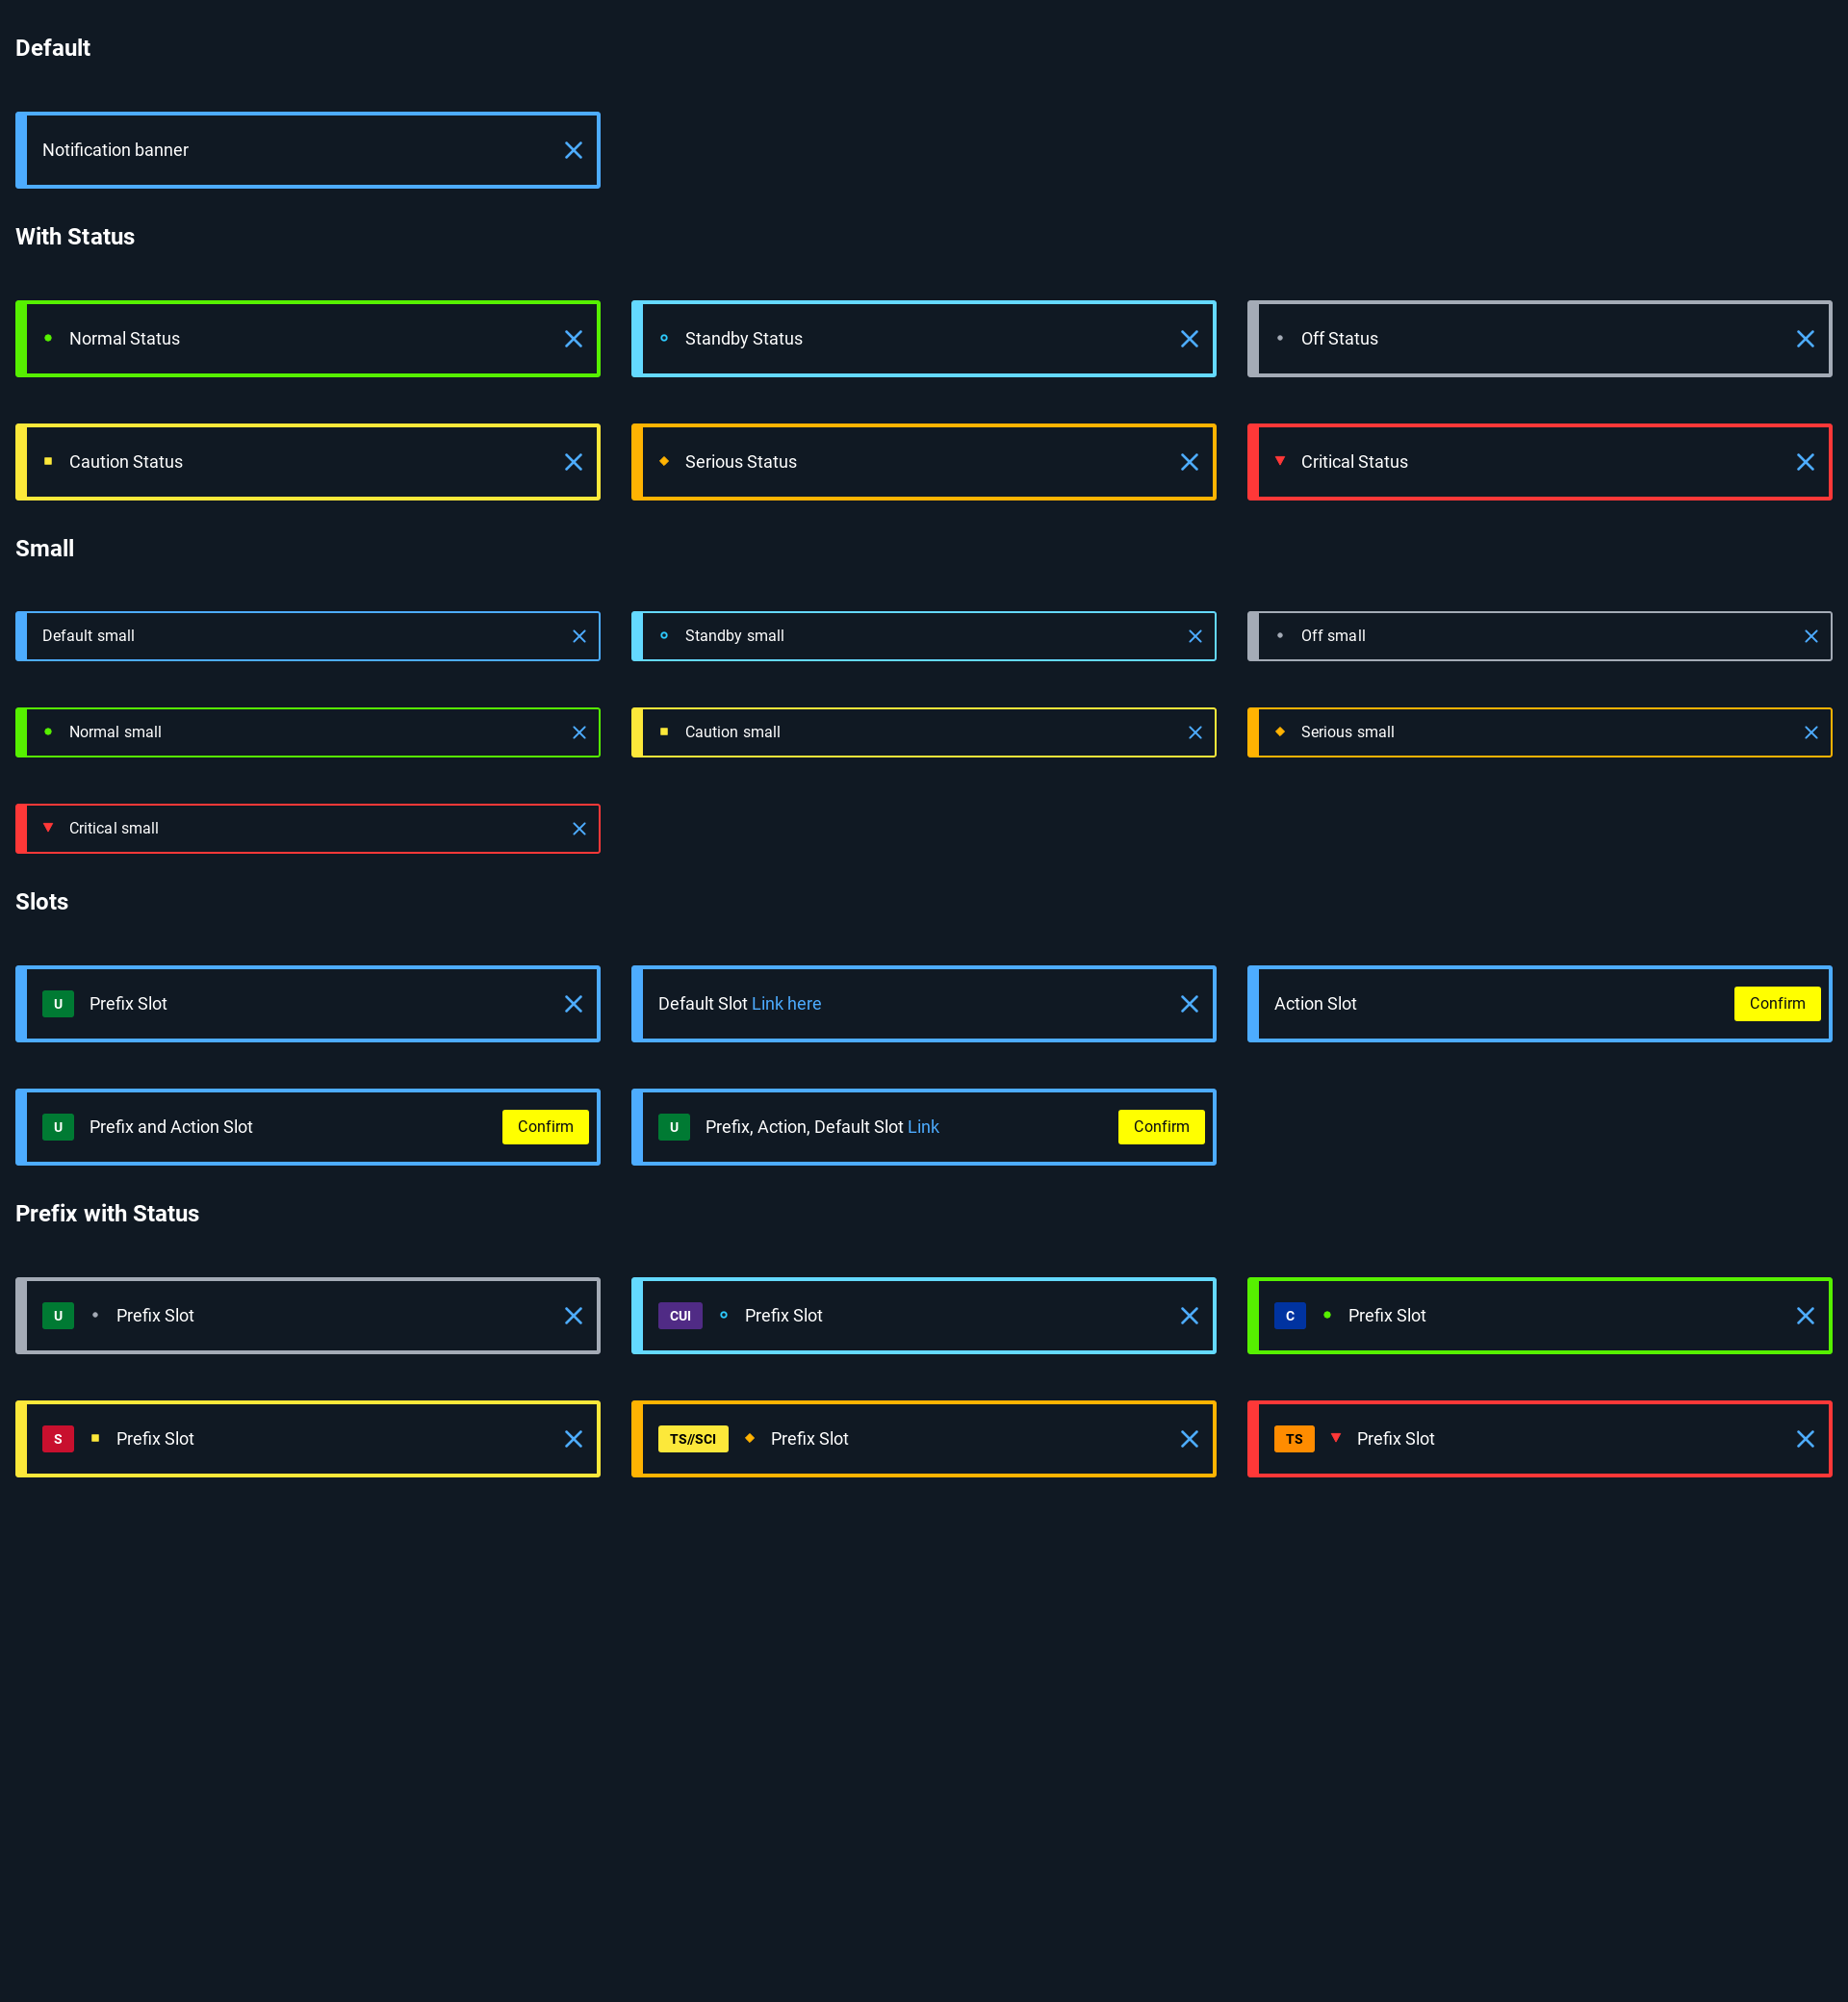 Default
Notification banner
With Status
Normal Status
Standby Status
Off Status
Caution Status
Serious Status
Critical Status
Small
Default small
Standby small
Off small
Normal small
Caution small
Serious small
Critical small
Slots
U Prefix Slot
Default Slot Link here
Action Slot Confirm
U Prefix and Action Slot Confirm
U Prefix, Action, Default Slot Link Confirm
Prefix with Status
U Prefix Slot
CUI Prefix Slot
C Prefix Slot
S Prefix Slot
TS//SCI Prefix Slot
TS Prefix Slot